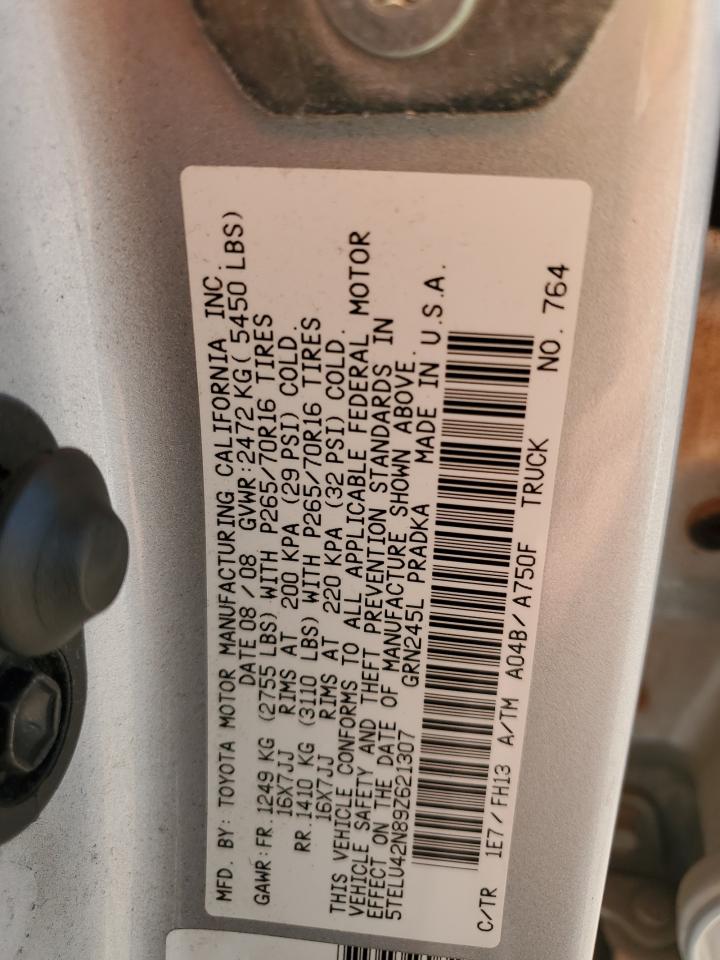 MFD. BY: TOYOTA MOTOR MANUFACTURING CALIFORNIA INC.
DATE 08/08 GVWR:2472 KG( 5450 LBS)
GAWR:FR.1249 KG (2755 LBS) WITH P265/70R16 TIRES
16X7JJ RIMS AT 200 KPA (29 PSI) COLD.
RR.1410 KG (3110 LBS) WITH P265/70R16 TIRES
16X7JJ RIMS AT 220 KPA (32 PSI) COLD.
THIS VEHICLE CONFORMS TO ALL APPLICABLE FEDERAL MOTOR
VEHICLE SAFETY AND THEFT PREVENTION STANDARDS IN
EFFECT ON THE DATE OF MANUFACTURE SHOWN ABOVE.
5TELU42N89Z621307 GRN245L PRADKA MADE IN U.S.A.
C/TR 1E7/FH13 A/TM A04B/A750F TRUCK NO. 764